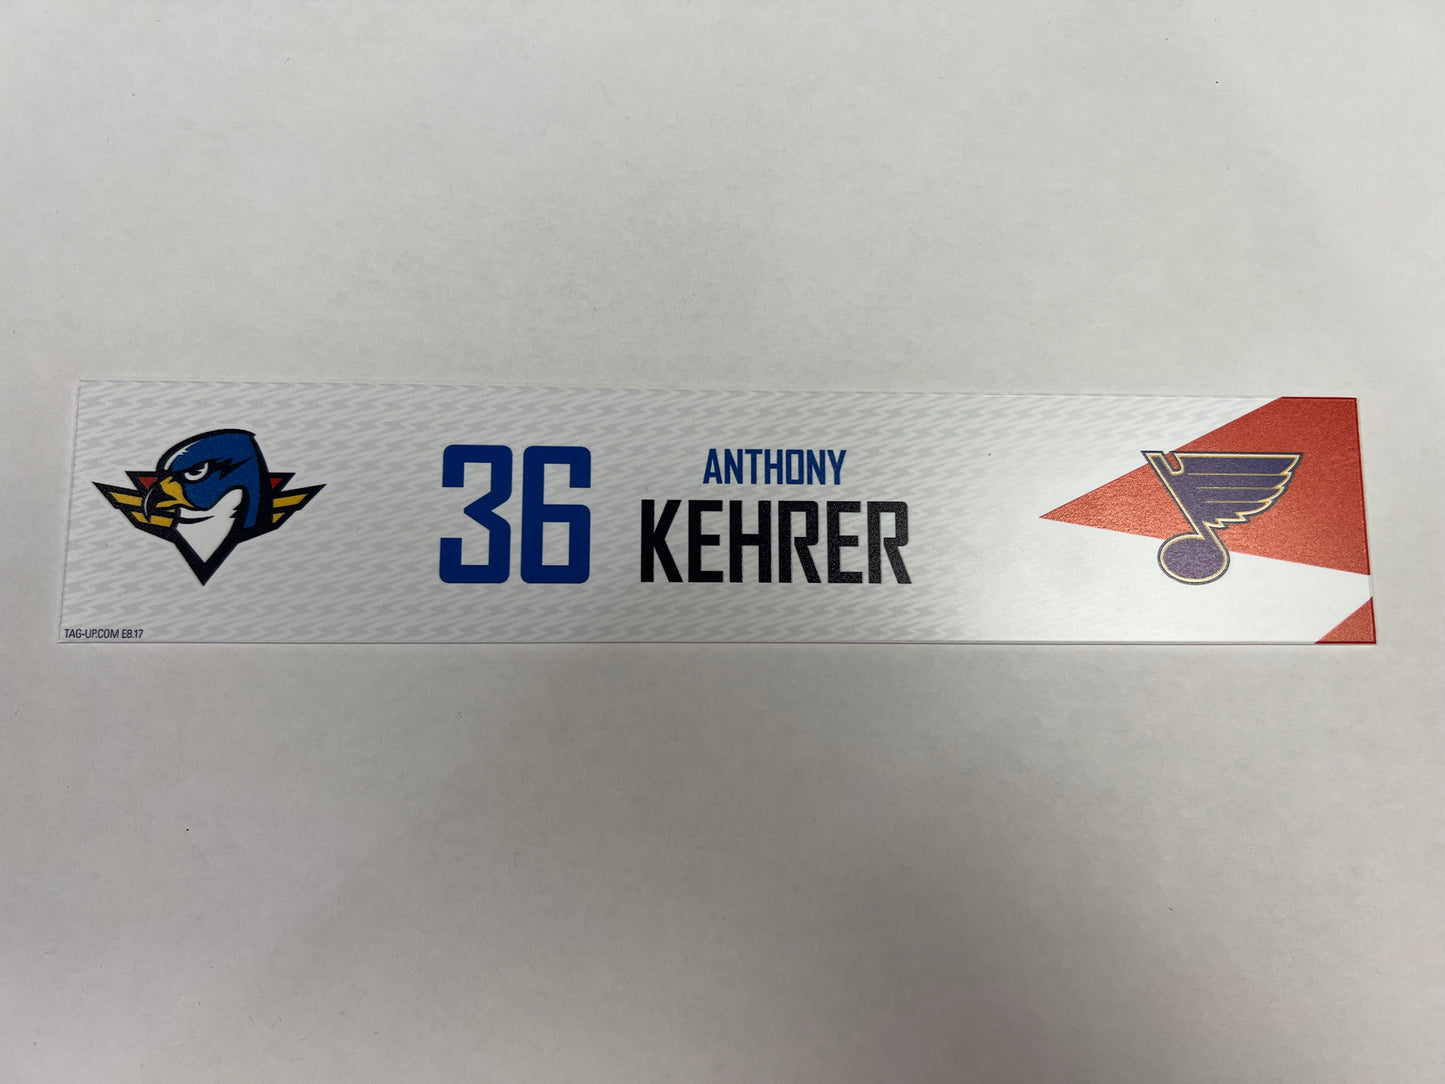 36
ANTHONY
KEHRER
TAG-UP.COM E8.17